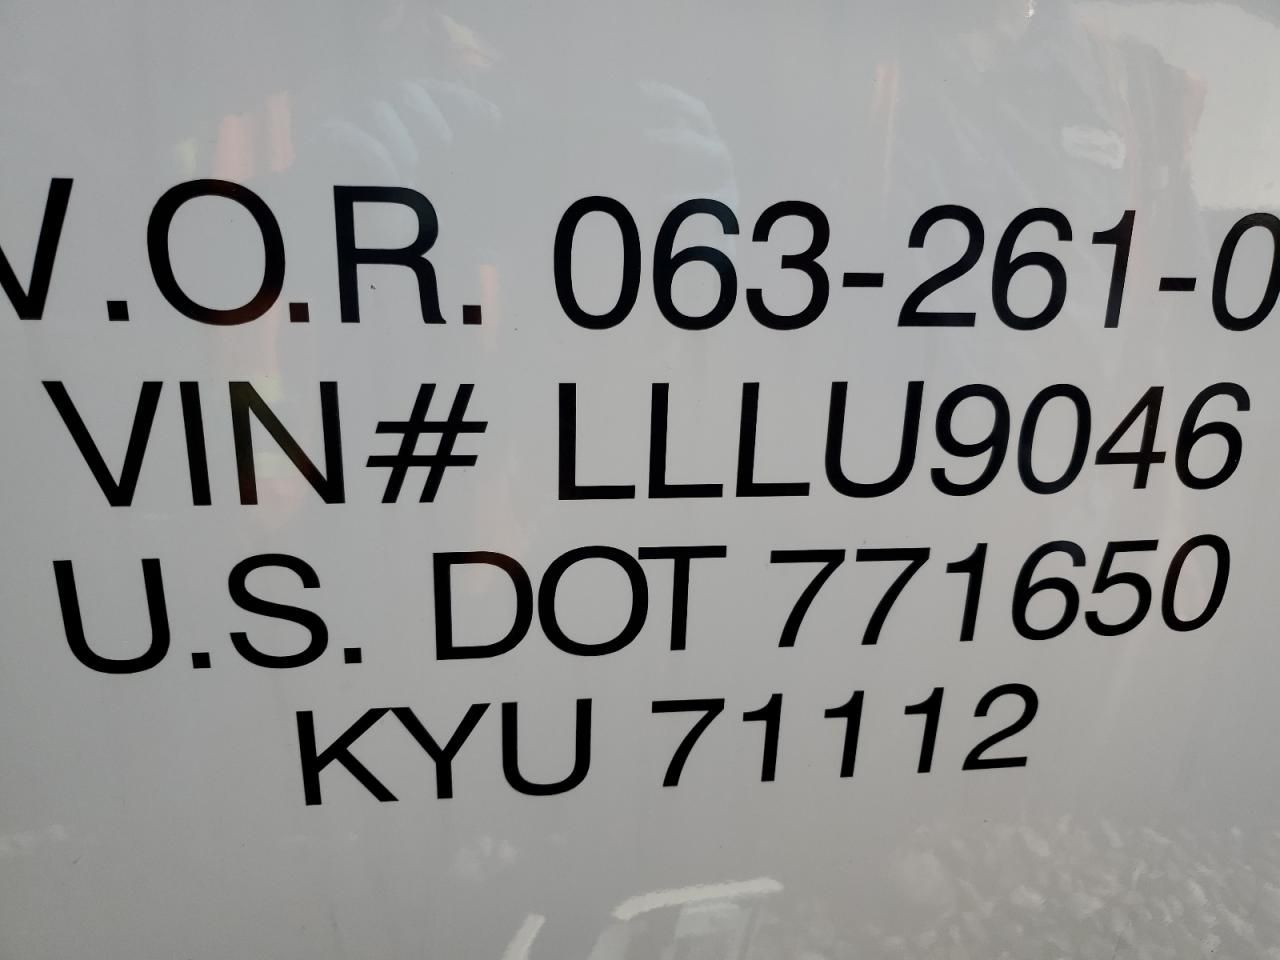 V.O.R. 063-261-0
VIN# LLLU9046
U.S. DOT 771650
KYU 71112